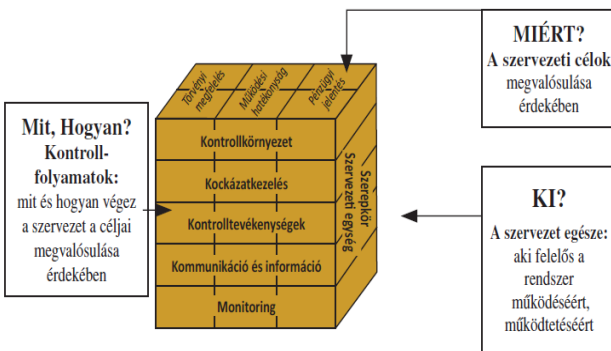 MIÉRT?
A szervezeti célok
megvalósulása
érdekében
Törvényi
megfelelés
Működési
hatékonyság
Pénzügyi
jelentés
Mit, Hogyan?
Kontroll-
folyamatok:
mit és hogyan végez
a szervezet a céljai
megvalósulása
érdekében
Kontrollkörnyezet
Kockázatkezelés
Kontrolltevékenységek
Kommunikáció és információ
Monitoring
Szervezeti egység
Szerepkör
KI?
A szervezet egésze:
aki felelős a
rendszer
működéséért,
működtetéséért